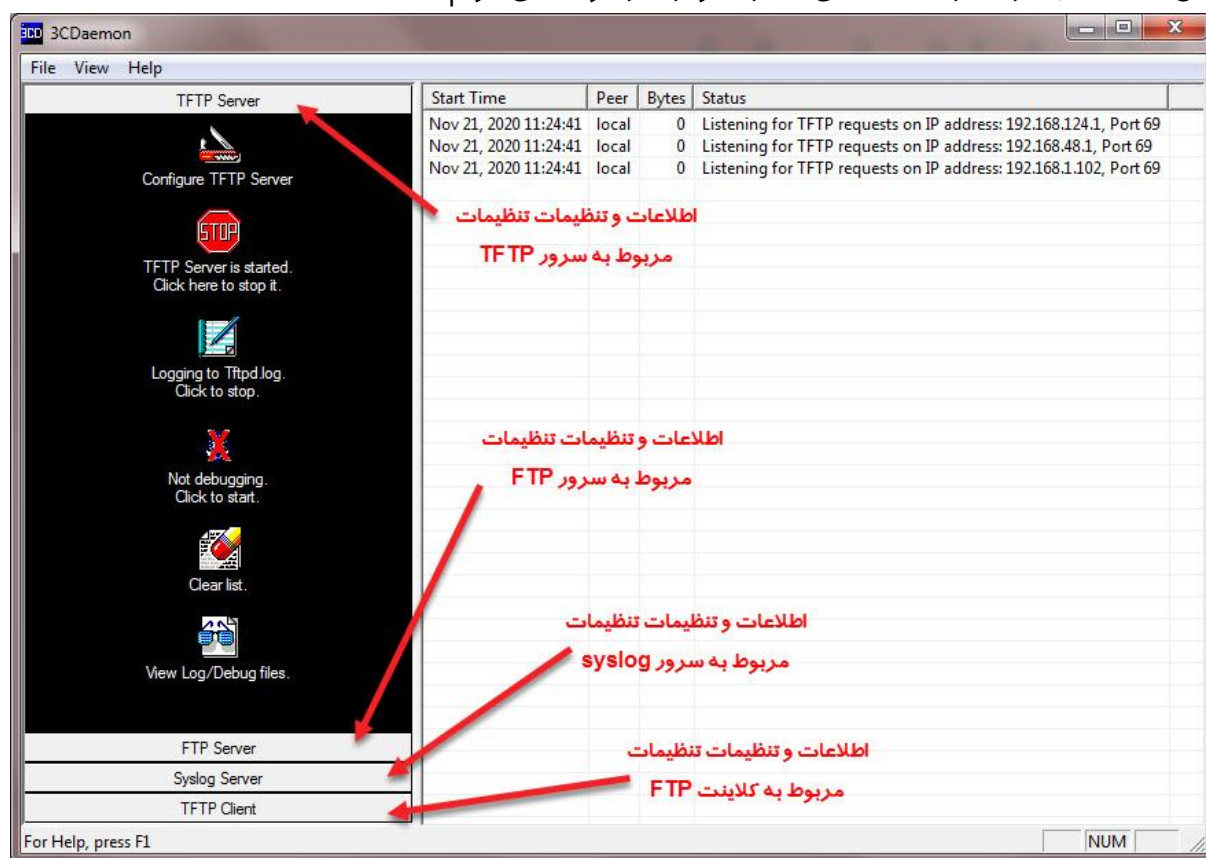 3CDaemon
File View Help
TFTP Server
Configure TFTP Server
TFTP Server is started.
Click here to stop it.
Logging to Tftpd.log.
Click to stop.
Not debugging.
Click to start.
Clear list.
View Log/Debug files.
FTP Server
Syslog Server
TFTP Client
Start Time Peer Bytes Status
Nov 21, 2020 11:24:41 local 0 Listening for TFTP requests on IP address: 192.168.124.1, Port 69
Nov 21, 2020 11:24:41 local 0 Listening for TFTP requests on IP address: 192.168.48.1, Port 69
Nov 21, 2020 11:24:41 local 0 Listening for TFTP requests on IP address: 192.168.1.102, Port 69
اطلاعات و تنظیمات تنظیمات
مربوط به سرور TFTP
اطلاعات و تنظیمات تنظیمات
مربوط به سرور FTP
اطلاعات و تنظیمات تنظیمات
مربوط به سرور syslog
اطلاعات و تنظیمات تنظیمات
مربوط به کلاینت FTP
For Help, press F1
NUM